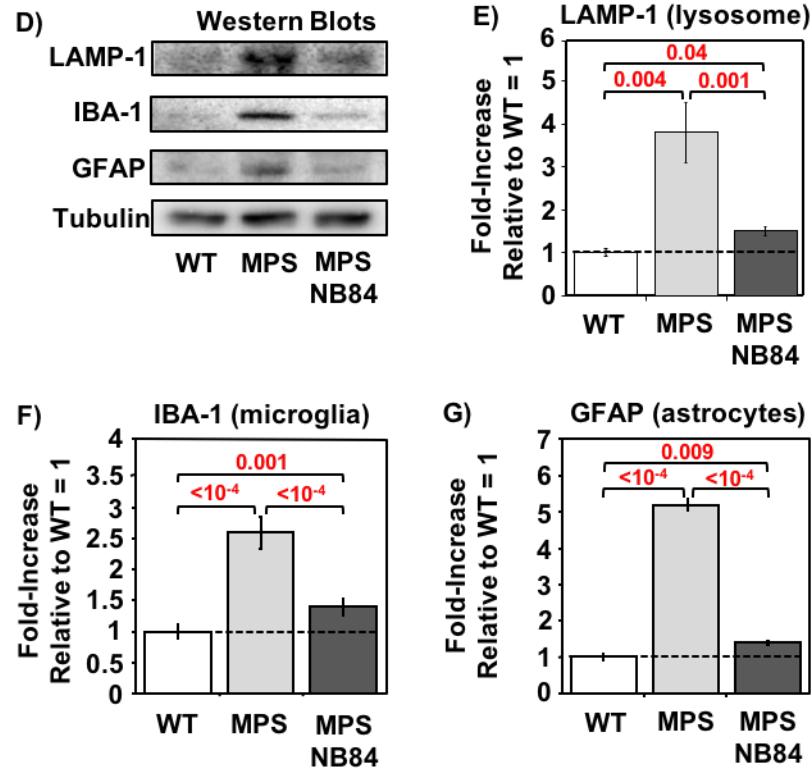 D)
Western Blots
LAMP-1
IBA-1
GFAP
Tubulin
WT
MPS
MPS
NB84
E)
LAMP-1 (lysosome)
Fold-Increase
Relative to WT = 1
6
5
4
3
2
1
0
0.04
0.004
0.001
WT
MPS
MPS
NB84
F)
IBA-1 (microglia)
Fold-Increase
Relative to WT = 1
4
3.5
3
2.5
1.5
1
0.5
0
0.001
<10-4
<10-4
WT
MPS
MPS
NB84
G)
GFAP (astrocytes)
Fold-Increase
Relative to WT = 1
7
6
5
4
3
2
1
0
0.009
<10-4
<10-4
WT
MPS
MPS
NB84